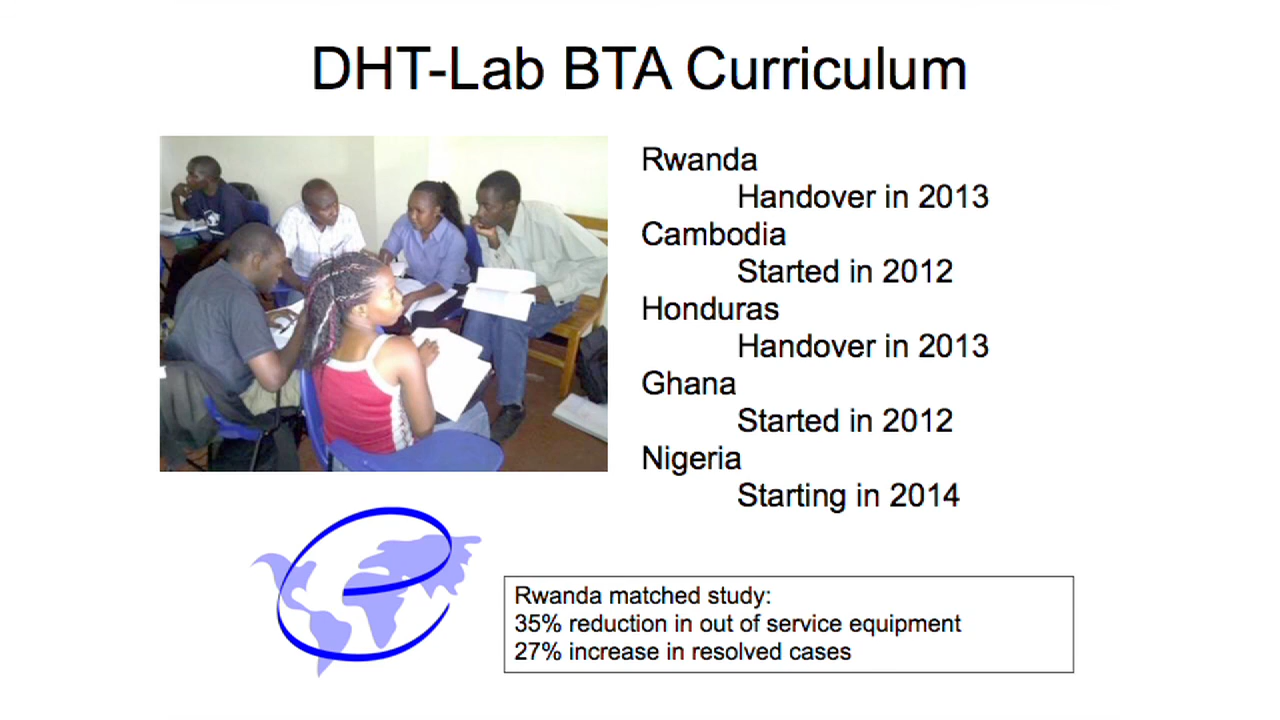 DHT-Lab BTA Curriculum
Rwanda
Handover in 2013
Cambodia
Started in 2012
Honduras
Handover in 2013
Ghana
Started in 2012
Nigeria
Starting in 2014
Rwanda matched study:
35% reduction in out of service equipment
27% increase in resolved cases